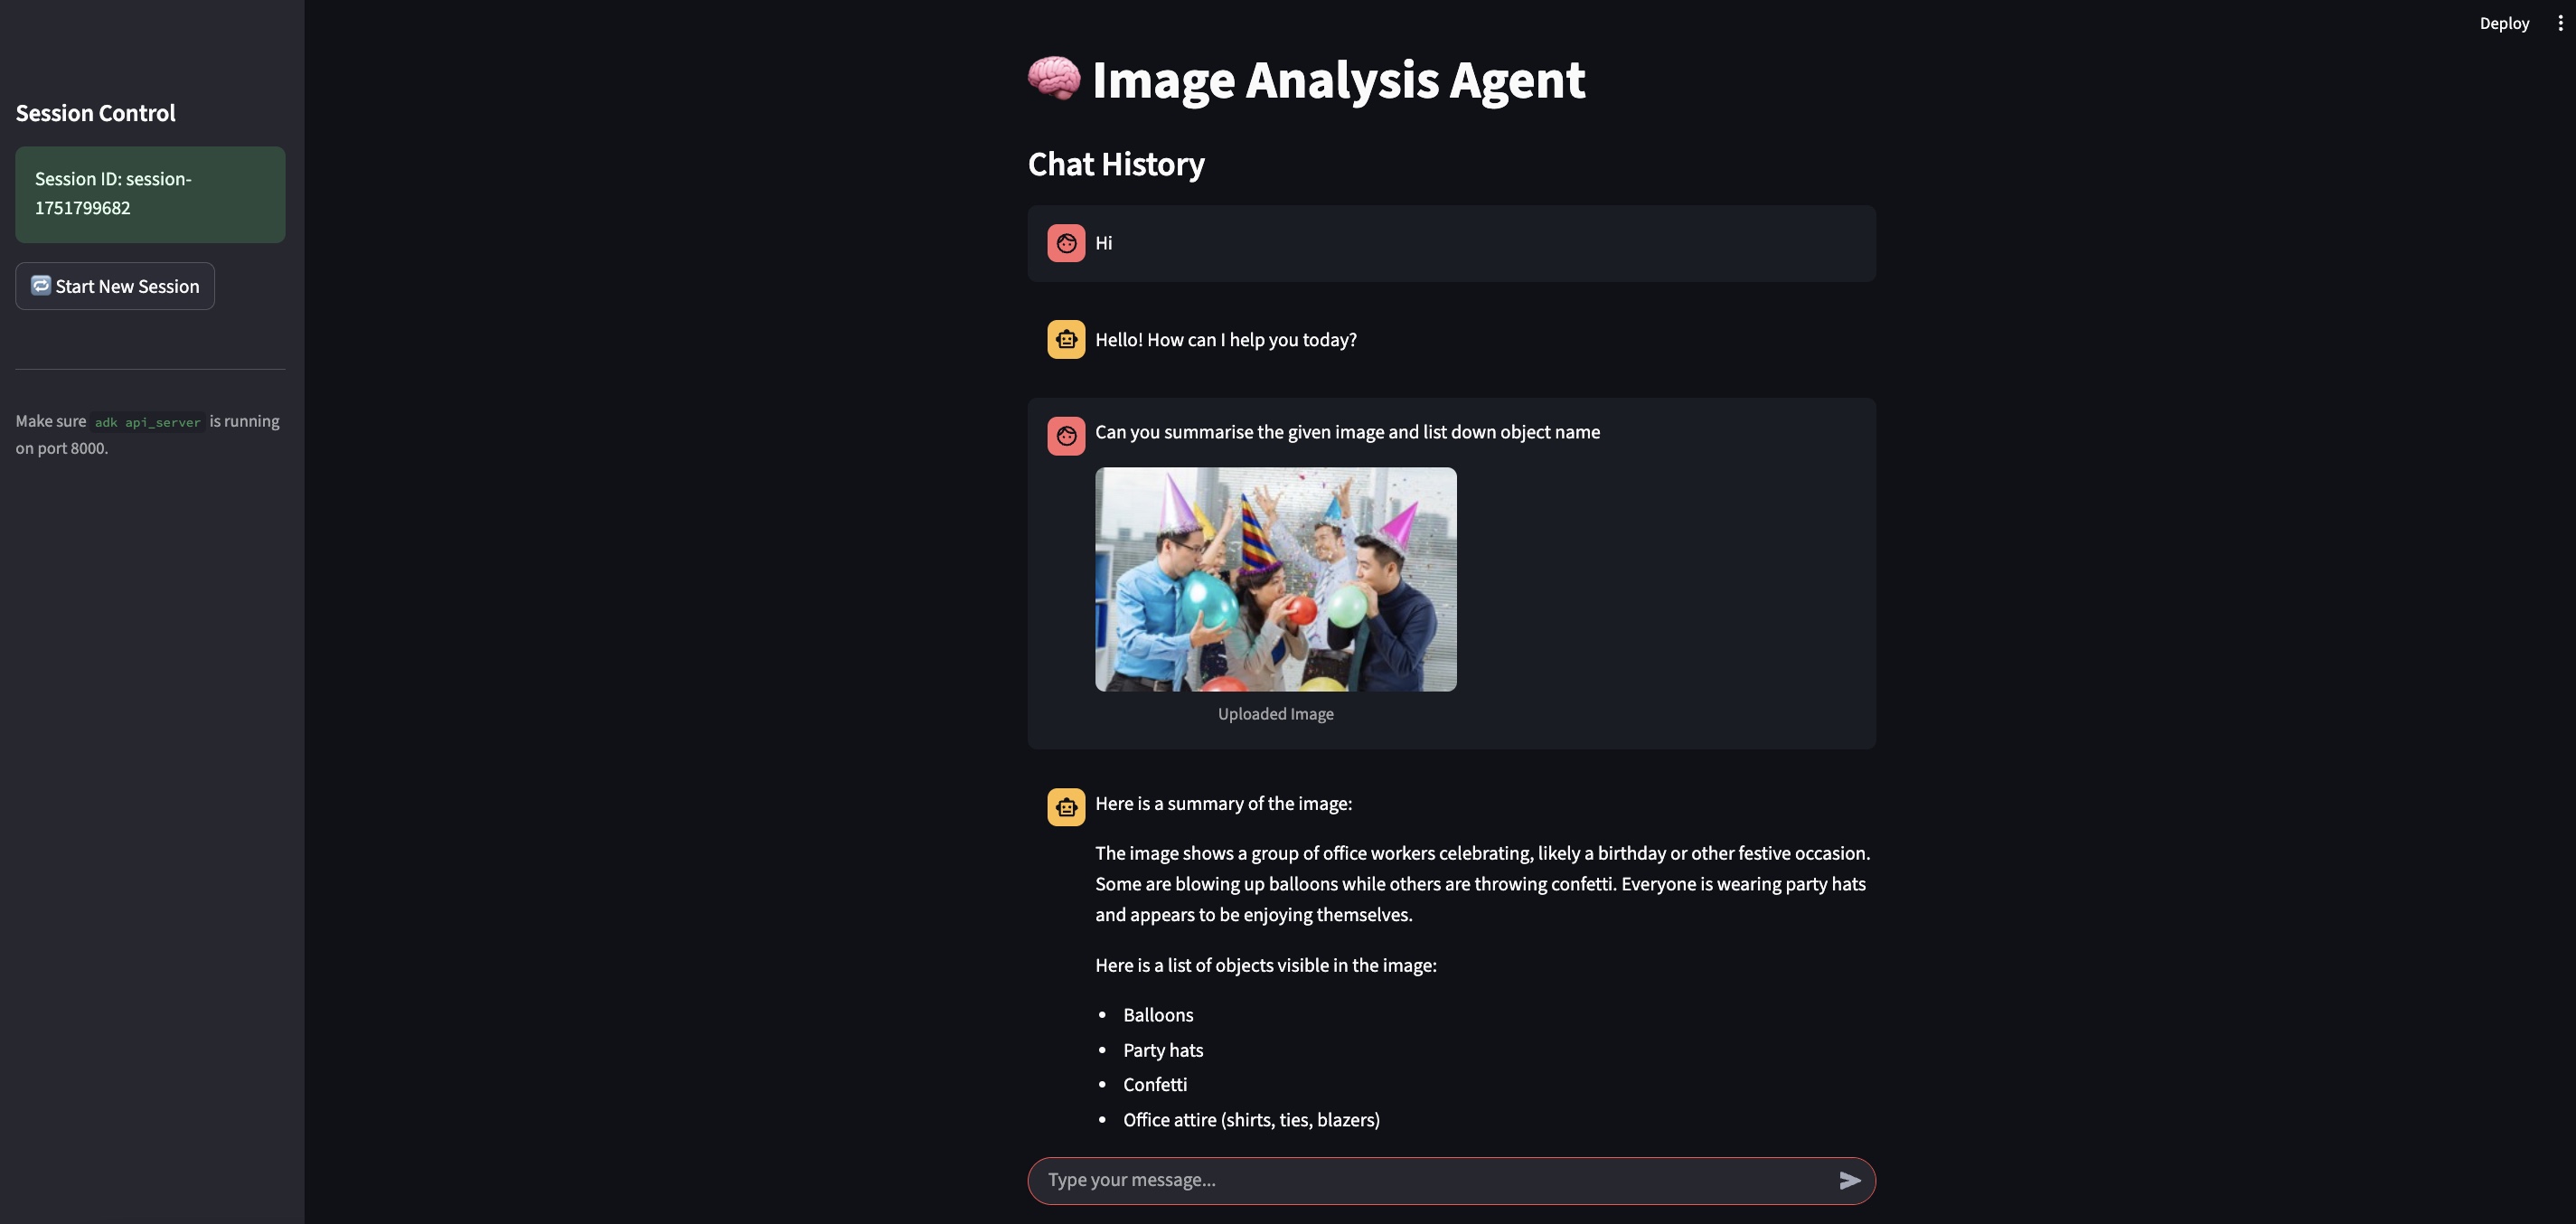 Deploy
Session Control
Session ID: session-
1751799682
Start New Session
Make sure adk api_server is running
on port 8000.
Image Analysis Agent
Chat History
Hi
Hello! How can I help you today?
Can you summarise the given image and list down object name
Uploaded Image
Here is a summary of the image:
The image shows a group of office workers celebrating, likely a birthday or other festive occasion.
Some are blowing up balloons while others are throwing confetti. Everyone is wearing party hats
and appears to be enjoying themselves.
Here is a list of objects visible in the image:
• Balloons
• Party hats
• Confetti
• Office attire (shirts, ties, blazers)
Type your message...